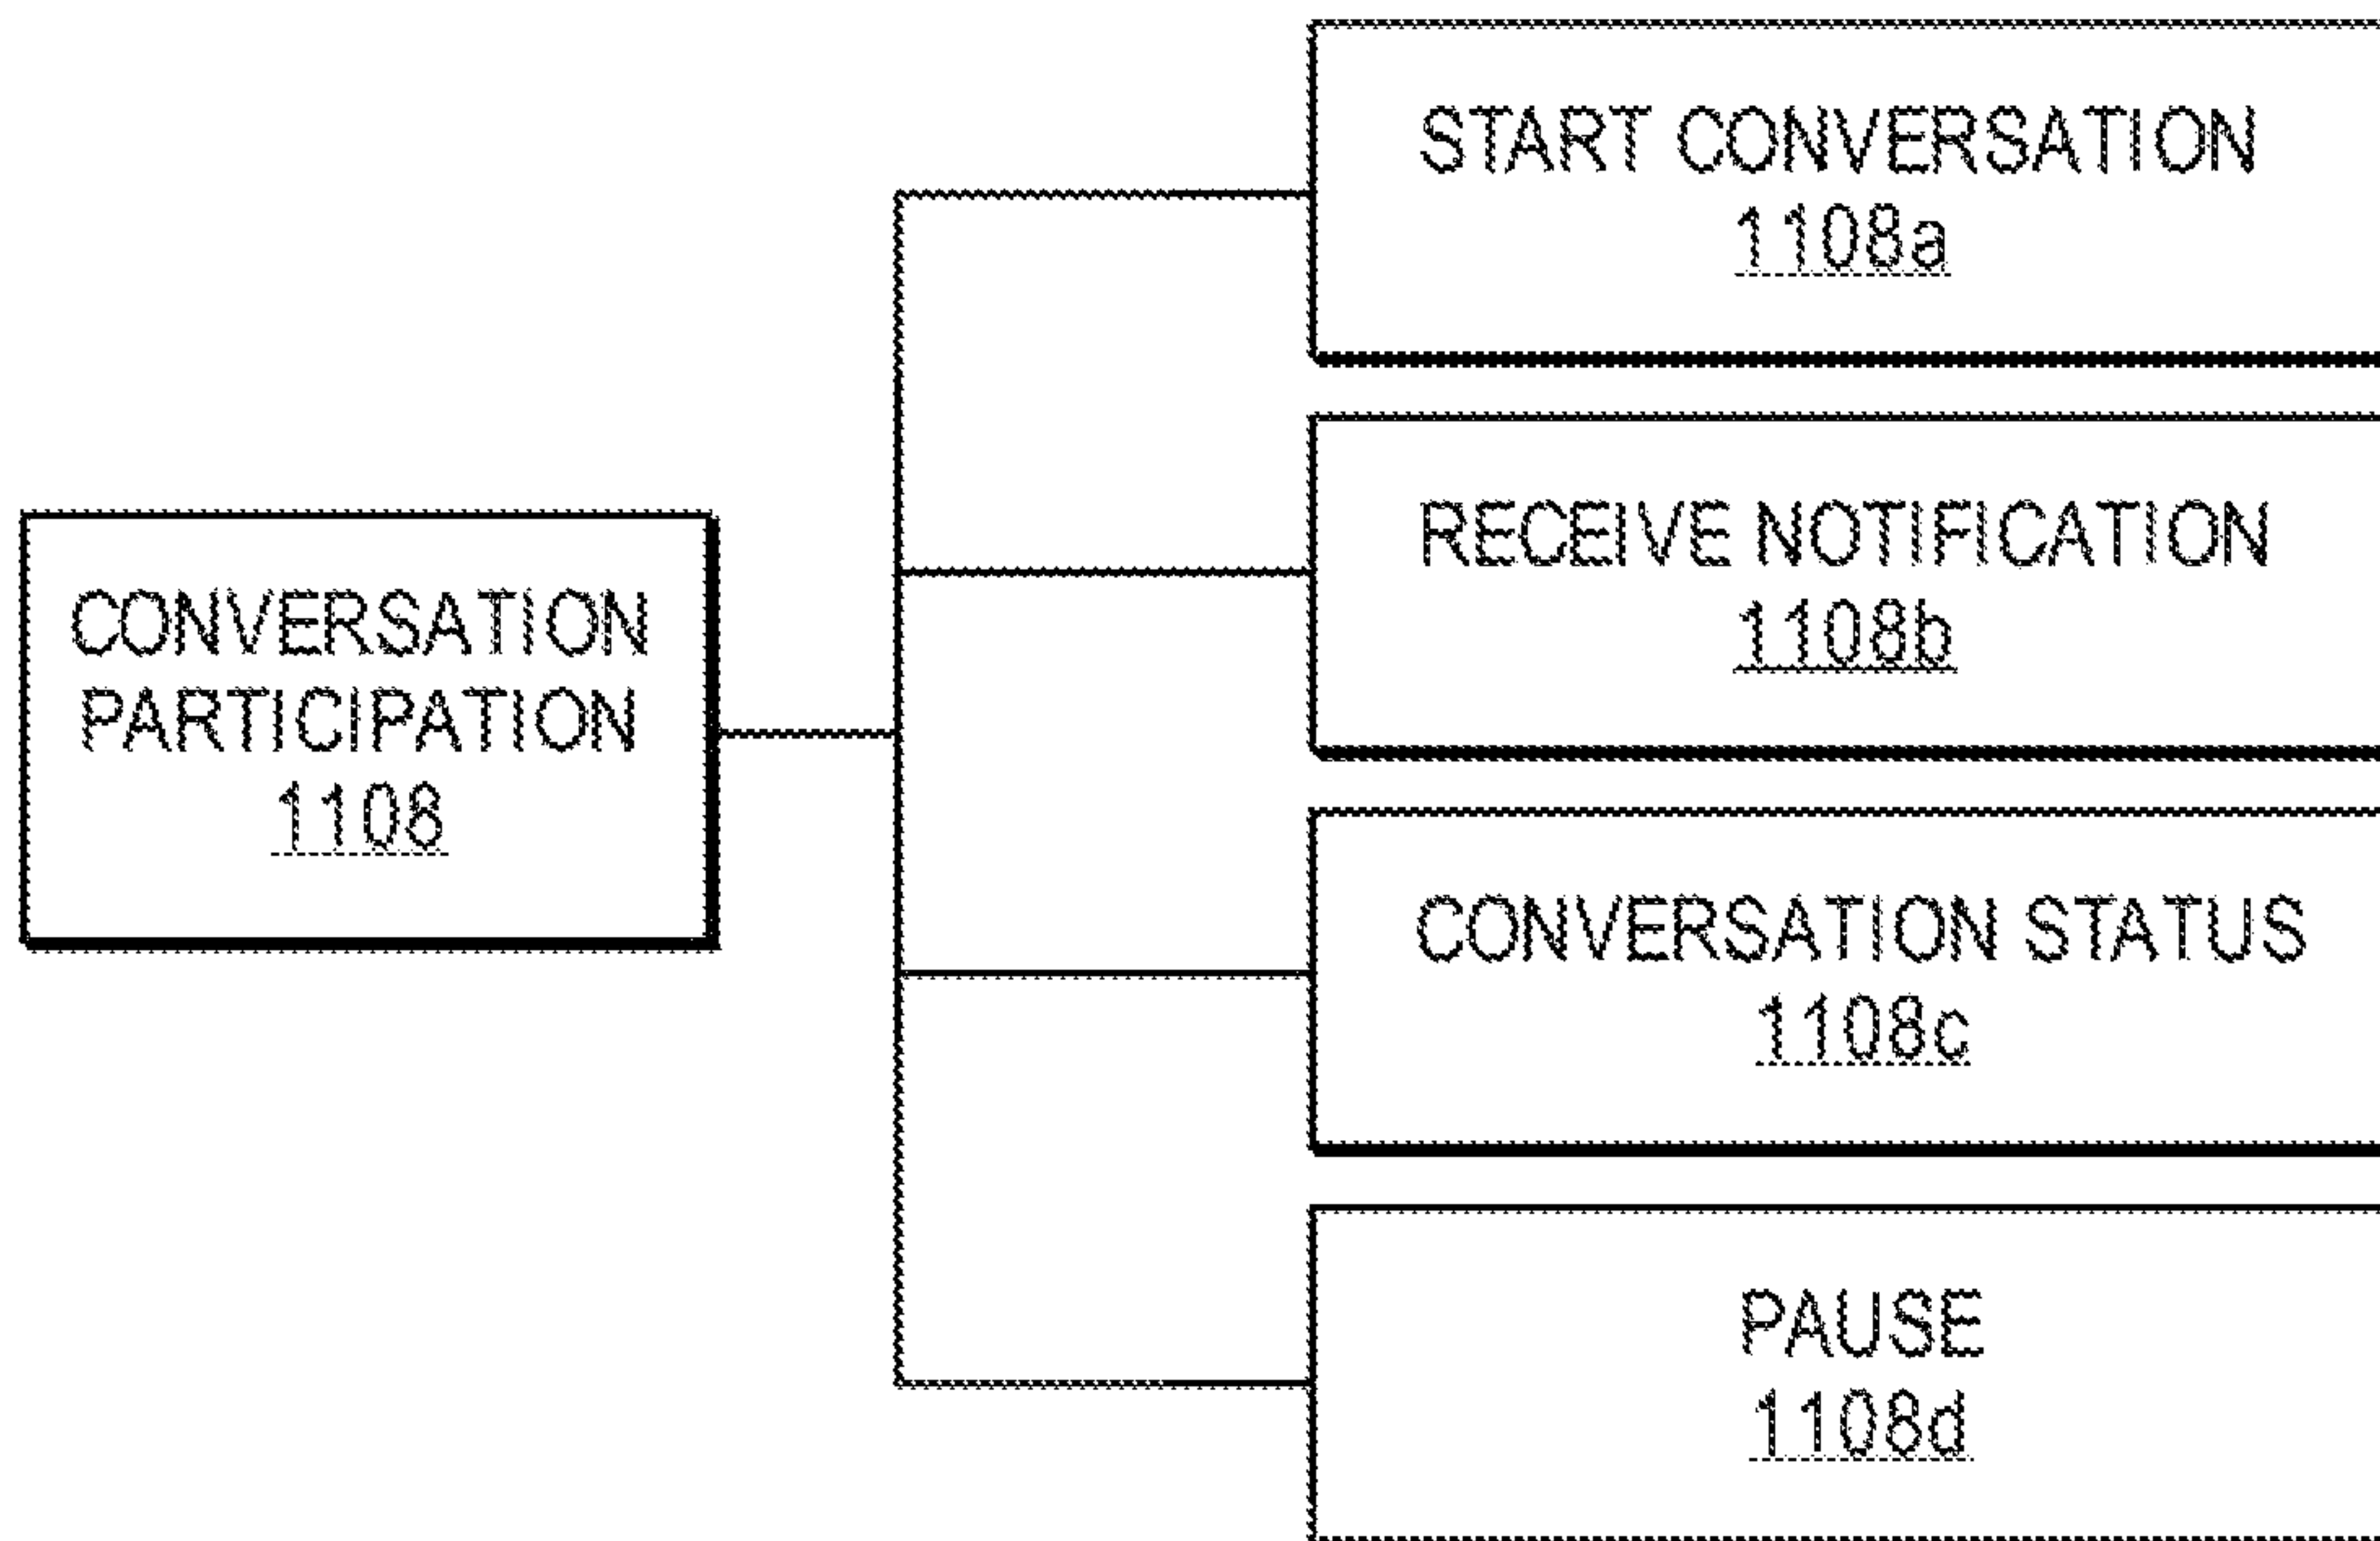 CONVERSATION
PARTICIPATION
1108
START CONVERSATION
1108a
RECEIVE NOTIFICATION
1108b
CONVERSATION STATUS
1108c
PAUSE
1108d